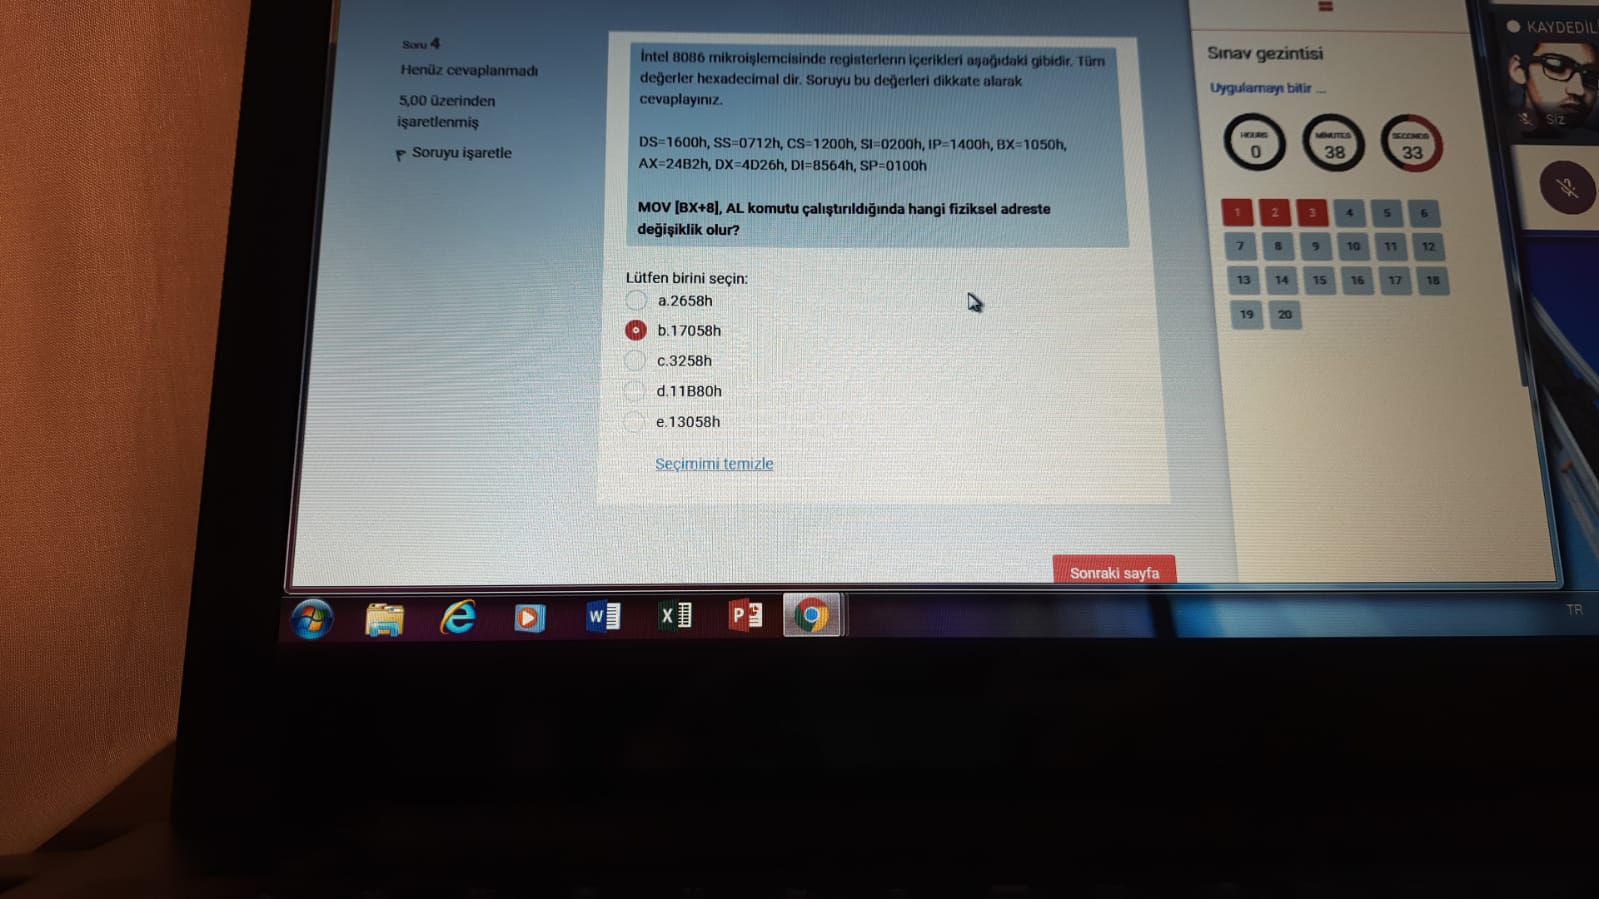 Soru 4
Henüz cevaplanmadı
5,00 üzerinden
işaretlenmiş
Soruyu işaretle
İntel 8086 mikroişlemcisinde registerlerin içerikleri aşağıdaki gibidir. Tüm
değerler hexadecimal dir. Soruyu bu değerleri dikkate alarak
cevaplayınız.
DS=1600h, SS=0712h, CS=1200h, SI=0200h, IP=1400h, BX=1050h,
AX=24B2h, DX=4D26h, DI=8564h, SP=0100h
MOV [BX+8], AL komutu çalıştırıldığında hangi fiziksel adreste
değişiklik olur?
Lütfen birini seçin:
a.2658h
b.17058h
c.3258h
d.11B80h
e.13058h
Seçimimi temizle
Sonraki sayfa
Sınav gezintisi
Uygulamayı bitir ...
HOURS
0
MINUTES
38
SECONDS
33
1 2 3 4 5 6
7 8 9 10 11 12
13 14 15 16 17 18
19 20
KAYDEDİL
Siz
TR